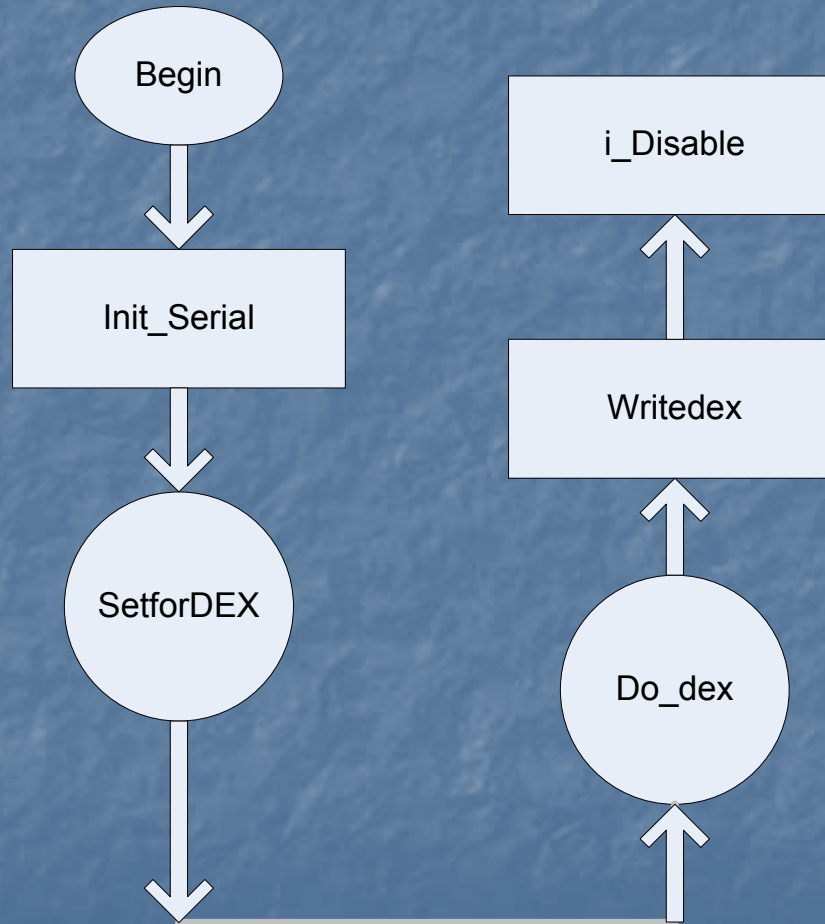 Begin
Init_Serial
SetforDEX
Do_dex
Writedex
i_Disable